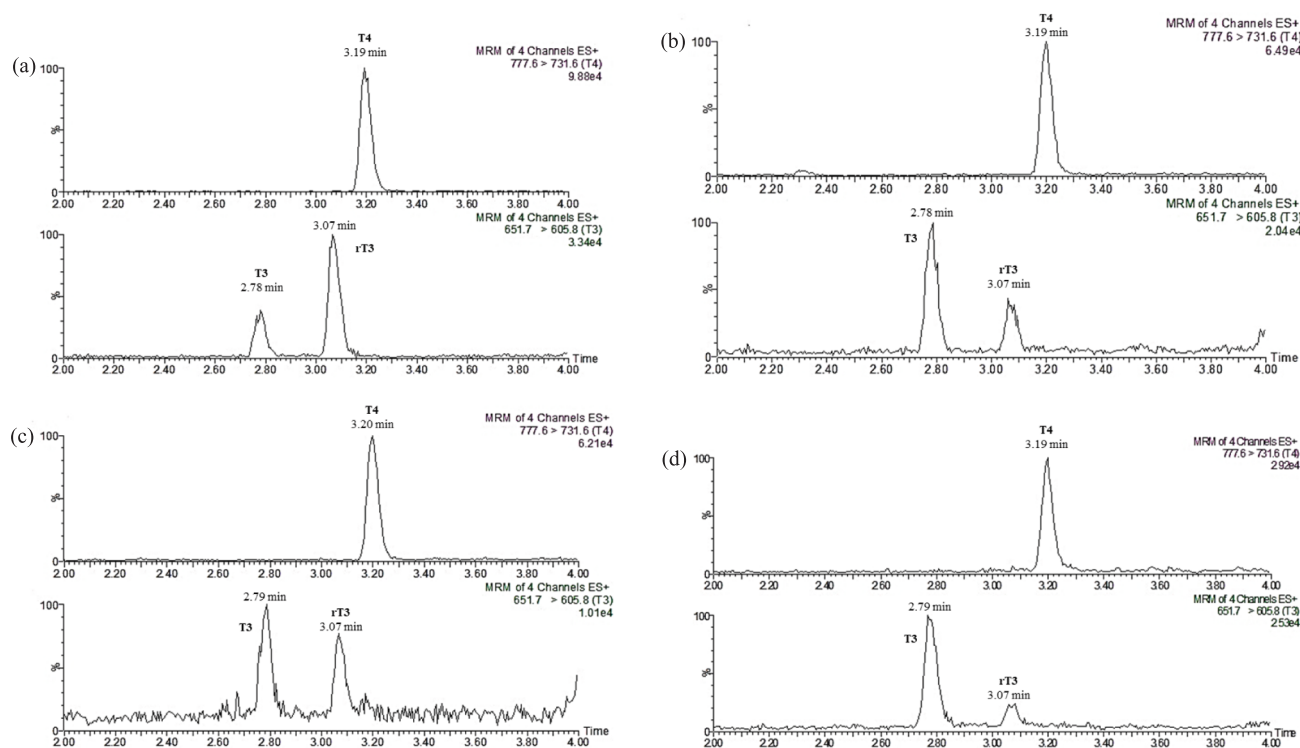 (a)
T4
3.19 min
MRM of 4 Channels ES+
777.6 > 731.6 (T4)
9.88e4
100
%
0
2.00 2.20 2.40 2.60 2.80 3.00 3.20 3.40 3.60 3.80 4.00
MRM of 4 Channels ES+
651.7 > 605.8 (T3)
3.34e4
3.07 min
rT3
T3
2.78 min
100
%
0
Time
2.00 2.20 2.40 2.60 2.80 3.00 3.20 3.40 3.60 3.80 4.00
(b)
T4
3.19 min
MRM of 4 Channels ES+
777.6 > 731.6 (T4)
6.49e4
100
%
0
2.00 2.20 2.40 2.60 2.80 3.00 3.20 3.40 3.60 3.80 4.00
MRM of 4 Channels ES+
651.7 > 605.8 (T3)
2.04e4
2.78 min
T3
rT3
3.07 min
100
%
0
Time
2.00 2.20 2.40 2.60 2.80 3.00 3.20 3.40 3.60 3.80 4.00
(c)
T4
3.20 min
MRM of 4 Channels ES+
777.6 > 731.6 (T4)
6.21e4
100
%
0
2.00 2.20 2.40 2.60 2.80 3.00 3.20 3.40 3.60 3.80 4.00
MRM of 4 Channels ES+
651.7 > 605.8 (T3)
1.01e4
2.79 min
T3
rT3
3.07 min
100
%
0
Time
2.00 2.20 2.40 2.60 2.80 3.00 3.20 3.40 3.60 3.80 4.00
(d)
T4
3.19 min
MRM of 4 Channels ES+
777.6 > 731.6 (T4)
2.92e4
100
%
0
2.00 2.20 2.40 2.60 2.80 3.00 3.20 3.40 3.60 3.80 4.00
MRM of 4 Channels ES+
651.7 > 605.8 (T3)
2.53e4
2.79 min
T3
rT3
3.07 min
100
%
0
Time
2.00 2.20 2.40 2.60 2.80 3.00 3.20 3.40 3.60 3.80 4.00